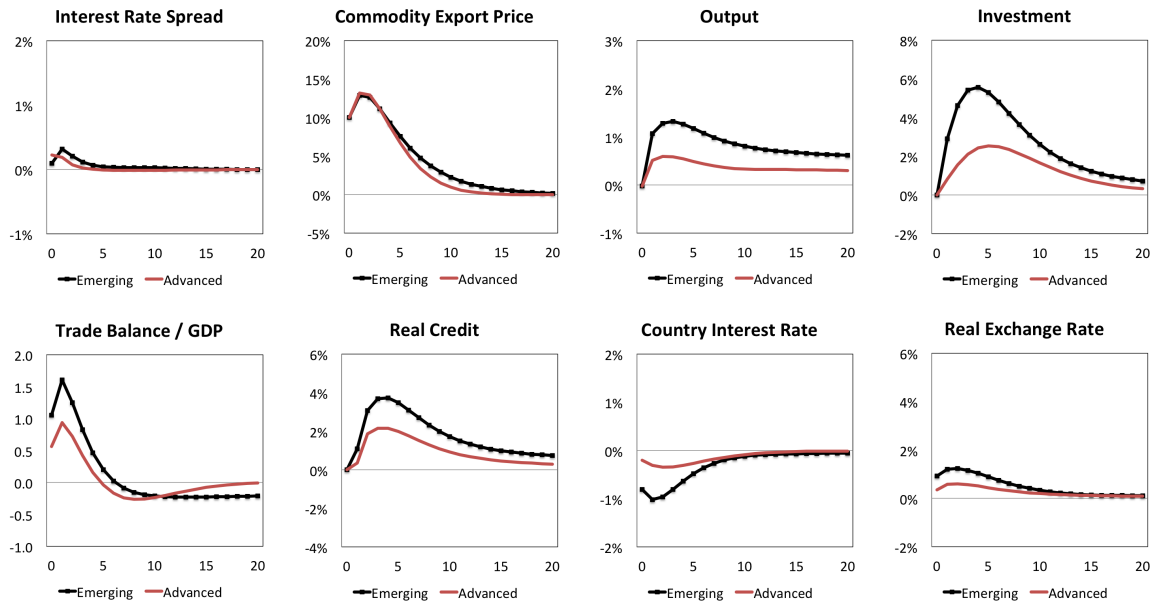 Interest Rate Spread
2%
1%
0%
-1%
0 5 10 15 20
Emerging Advanced
Commodity Export Price
20%
15%
10%
5%
0%
-5%
0 5 10 15 20
Emerging Advanced
Output
3%
2%
1%
0%
-1%
0 5 10 15 20
Emerging Advanced
Investment
8%
6%
4%
2%
0%
-2%
0 5 10 15 20
Emerging Advanced
Trade Balance / GDP
2.0
1.5
1.0
0.5
0.0
-0.5
-1.0
0 5 10 15 20
Emerging Advanced
Real Credit
6%
4%
2%
0%
-2%
-4%
0 5 10 15 20
Emerging Advanced
Country Interest Rate
2%
1%
0%
-1%
-2%
0 5 10 15 20
Emerging Advanced
Real Exchange Rate
6%
4%
2%
0%
-2%
0 5 10 15 20
Emerging Advanced